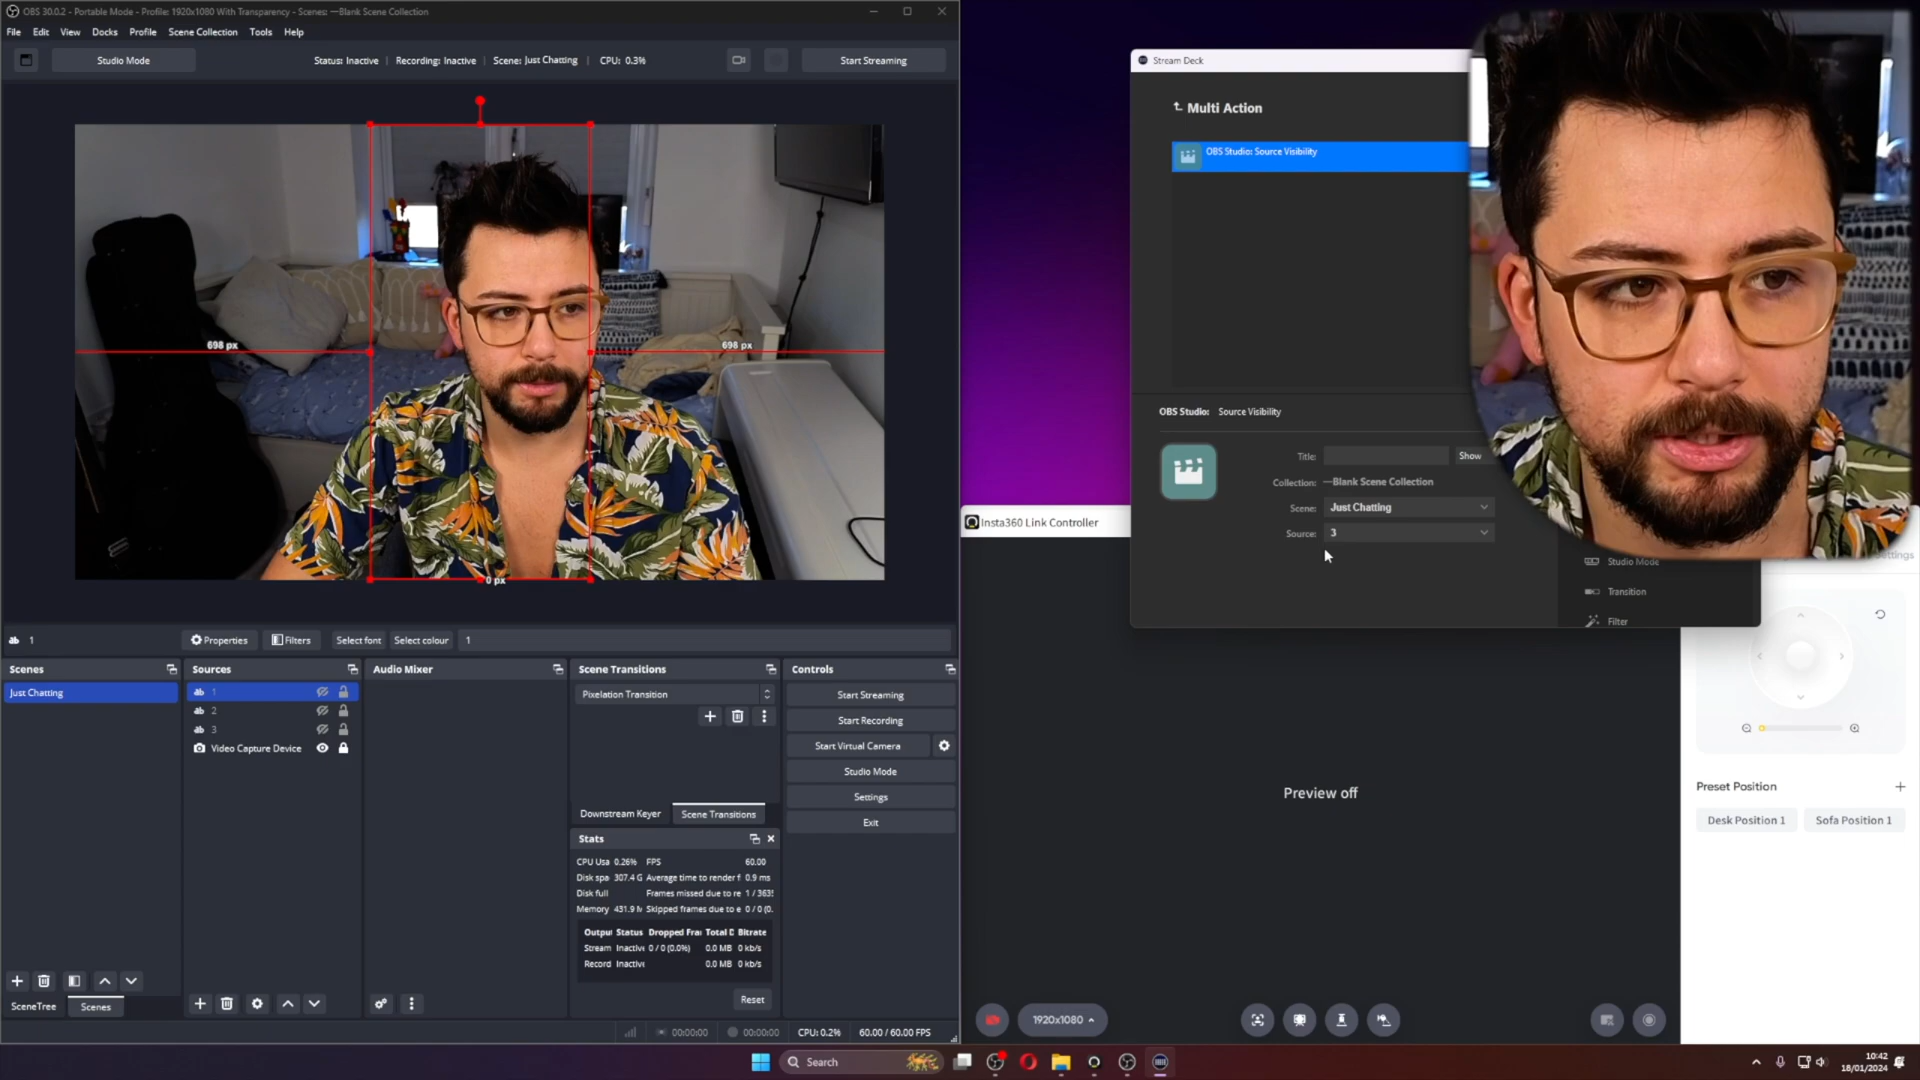 OBS 30.0.2 - Portable Mode - Profile: 1920x1080 With Transparency - Scenes: —Blank Scene Collection
File Edit View Docks Profile Scene Collection Tools Help
Studio Mode
Status: Inactive | Recording: Inactive | Scene: Just Chatting | CPU: 0.3%
Start Streaming
698 px
698 px
0 px
1
Properties Filters Select font Select colour 1
Scenes
Just Chatting
SceneTree Scenes
Sources
1
2
3
Video Capture Device
Audio Mixer
Scene Transitions
Pixelation Transition
Downstream Keyer Scene Transitions
Stats
CPU Usa 0.26% FPS 60.00
Disk spa 307.4 G Average time to render f 0.9 ms
Disk full Frames missed due to re 1 / 363
Memory 431.9 M Skipped frames due to e 0 / 0 (0.
Output Status Dropped Fra Total D Bitrate
Stream Inactiv 0 / 0 (0.0%) 0.0 MB 0 kb/s
Record Inactiv 0.0 MB 0 kb/s
Reset
Controls
Start Streaming
Start Recording
Start Virtual Camera
Studio Mode
Settings
Exit
00:00:00 00:00:00 CPU: 0.2% 60.00 / 60.00 FPS
Stream Deck
Multi Action
OBS Studio: Source Visibility
OBS Studio: Source Visibility
Title: Show
Collection: —Blank Scene Collection
Scene: Just Chatting
Source: 3
Studio Mode
Transition
Filter
Insta360 Link Controller
ettings
Preview off
Preset Position +
Desk Position 1 Sofa Position 1
1920x1080
Search
10:42
18/01/2024